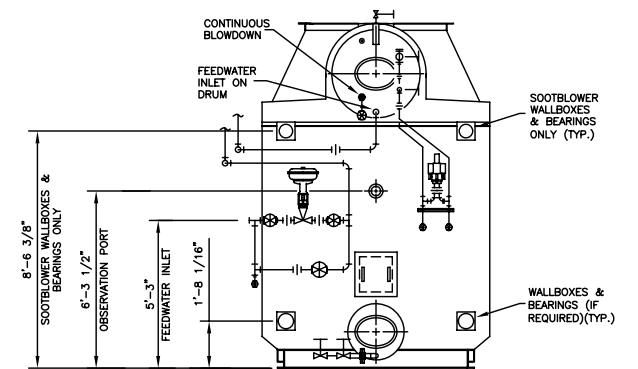 CONTINUOUS
BLOWDOWN
FEEDWATER
INLET ON
DRUM
SOOTBLOWER
WALLBOXES
& BEARINGS
ONLY (TYP.)
8'-6 3/8"
SOOTBLOWER WALLBOXES &
BEARINGS ONLY
6'-3 1/2"
OBSERVATION PORT
5'-3"
FEEDWATER INLET
1'-8 1/16"
WALLBOXES &
BEARINGS (IF
REQUIRED)(TYP.)